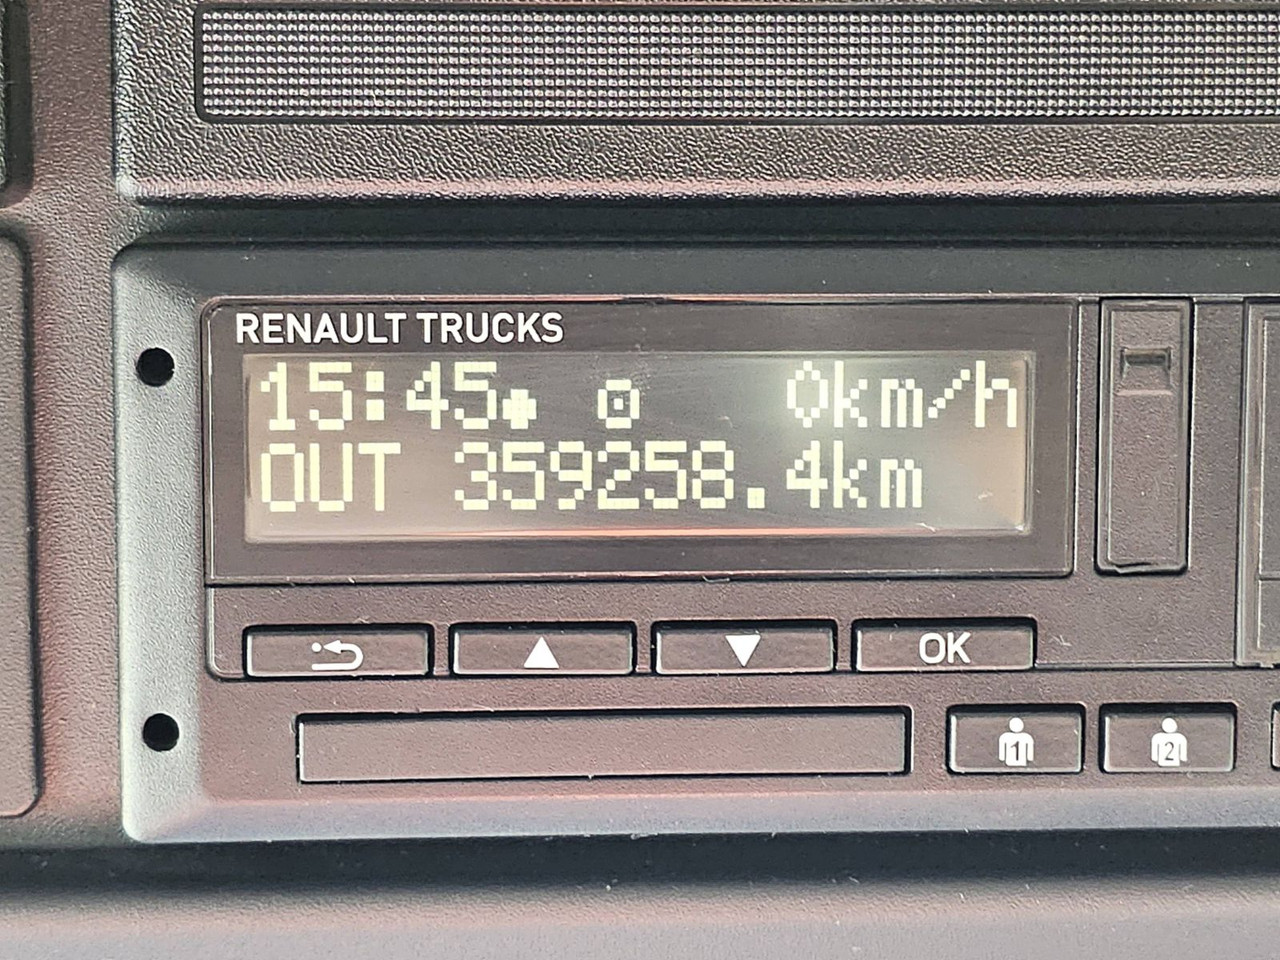 RENAULT TRUCKS
15:45 0km/h
OUT 359258.4km
OK
1 2